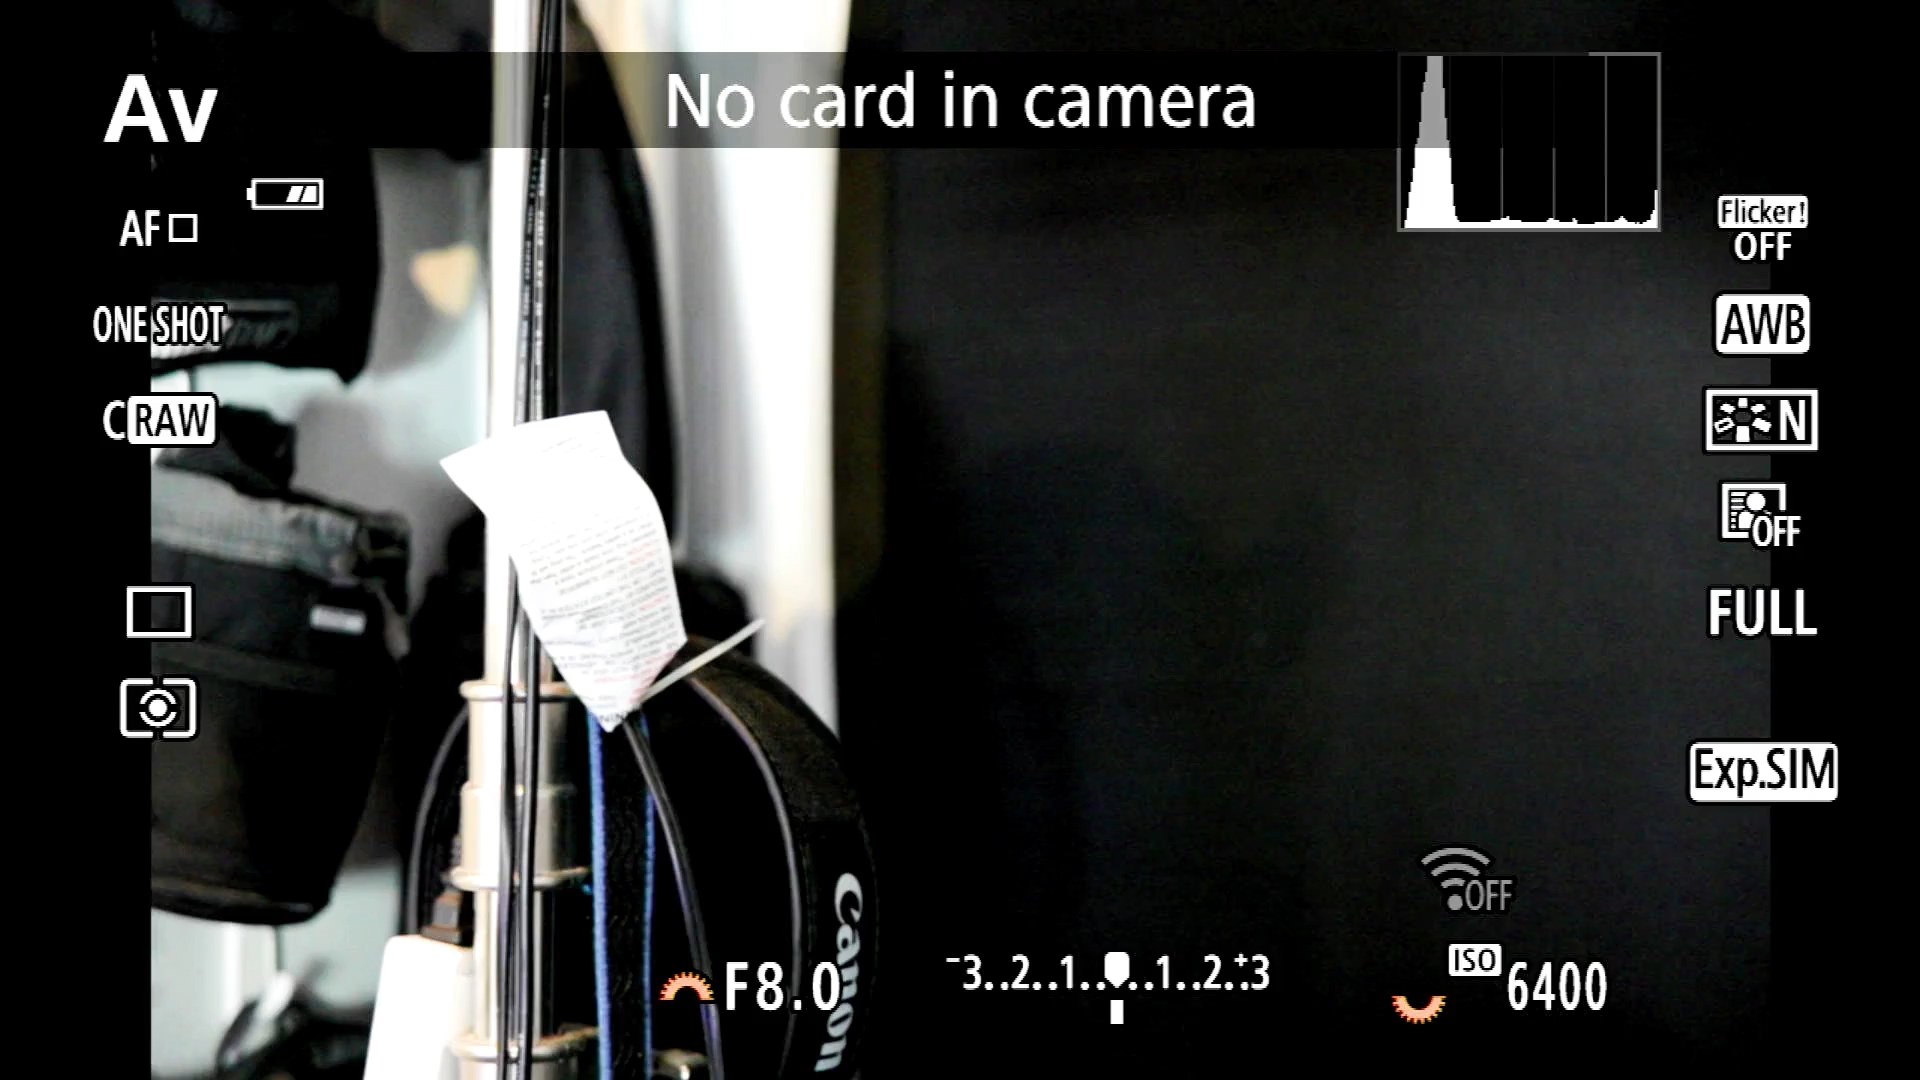 Av
No card in camera
AF
ONE SHOT
CRAW
Flicker!
OFF
AWB
N
OFF
FULL
Exp.SIM
OFF
F8.0
-3..2..1..0..1..2..+3
ISO 6400
Canon